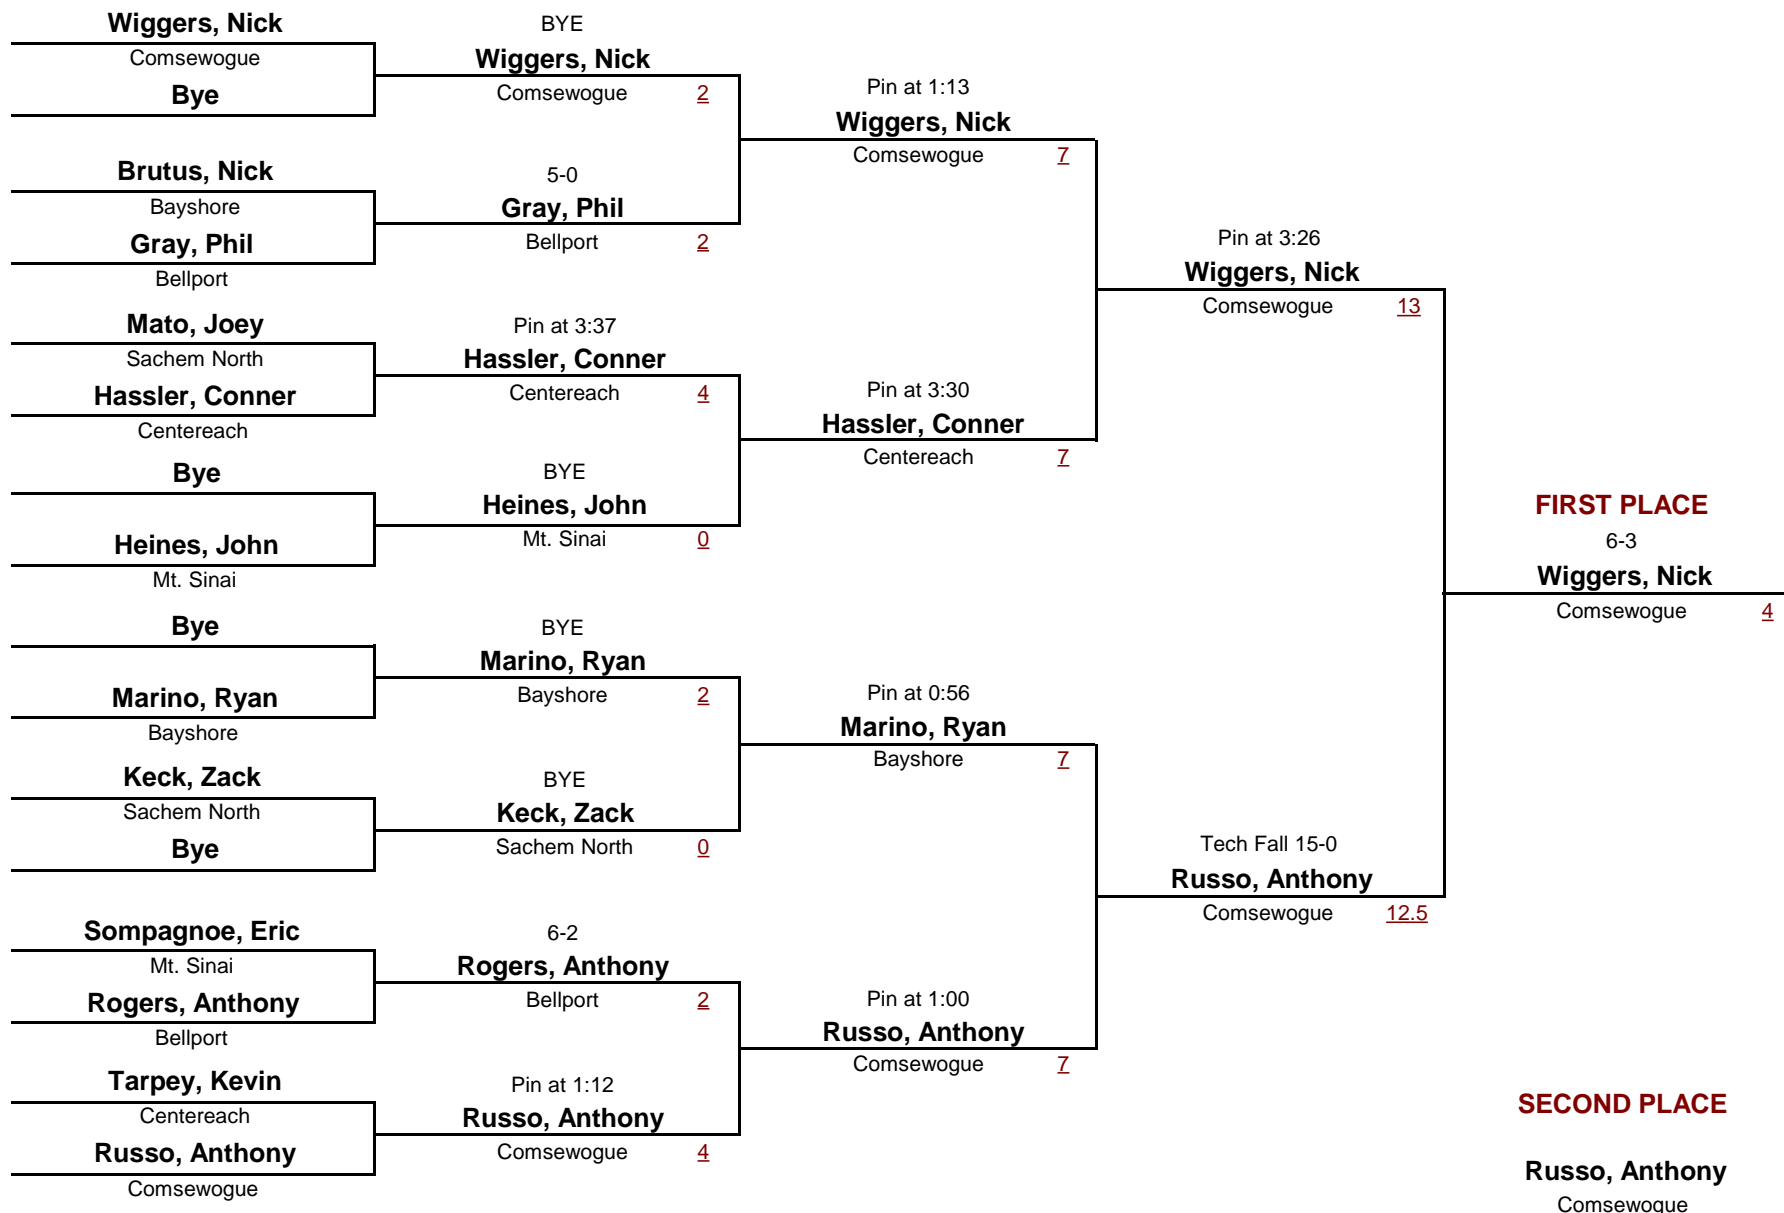 Wiggers, Nick
Comsewogue
Bye
Brutus, Nick
Bayshore
Gray, Phil
Bellport
Mato, Joey
Sachem North
Hassler, Conner
Centereach
Bye
Heines, John
Mt. Sinai
Bye
Marino, Ryan
Bayshore
Keck, Zack
Sachem North
Bye
Sompagnoe, Eric
Mt. Sinai
Rogers, Anthony
Bellport
Tarpey, Kevin
Centereach
Russo, Anthony
Comsewogue
BYE
Wiggers, Nick
Comsewogue 2
5-0
Gray, Phil
Bellport 2
Pin at 3:37
Hassler, Conner
Centereach 4
BYE
Heines, John
Mt. Sinai 0
BYE
Marino, Ryan
Bayshore 2
BYE
Keck, Zack
Sachem North 0
6-2
Rogers, Anthony
Bellport 2
Pin at 1:12
Russo, Anthony
Comsewogue 4
Pin at 1:13
Wiggers, Nick
Comsewogue 7
Pin at 3:30
Hassler, Conner
Centereach 7
Pin at 0:56
Marino, Ryan
Bayshore 7
Pin at 1:00
Russo, Anthony
Comsewogue 7
Pin at 3:26
Wiggers, Nick
Comsewogue 13
Tech Fall 15-0
Russo, Anthony
Comsewogue 12.5
FIRST PLACE
6-3
Wiggers, Nick
Comsewogue 4
SECOND PLACE
Russo, Anthony
Comsewogue